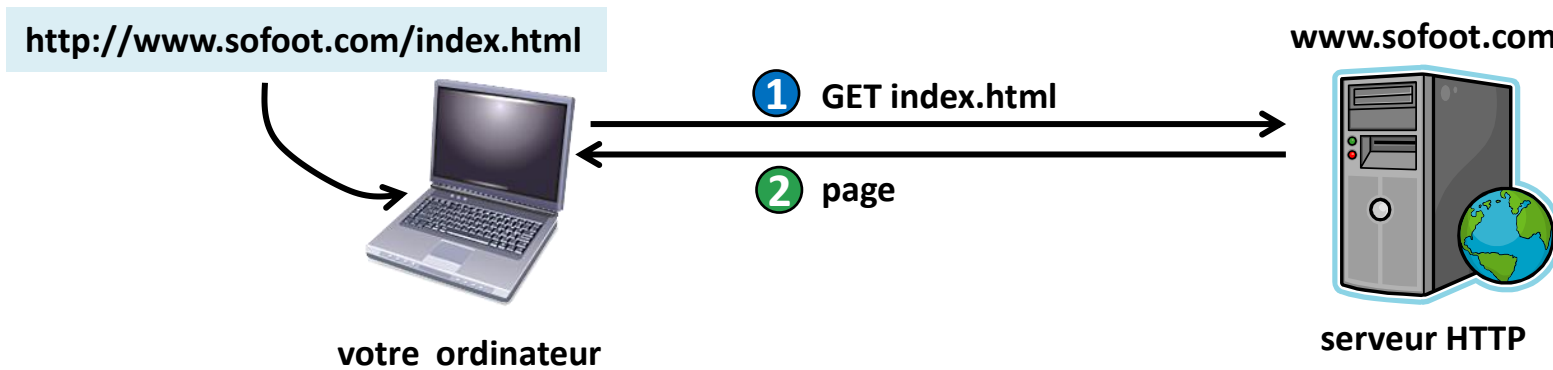 http://www.sofoot.com/index.html
www.sofoot.com
1 GET index.html
2 page
votre ordinateur
serveur HTTP